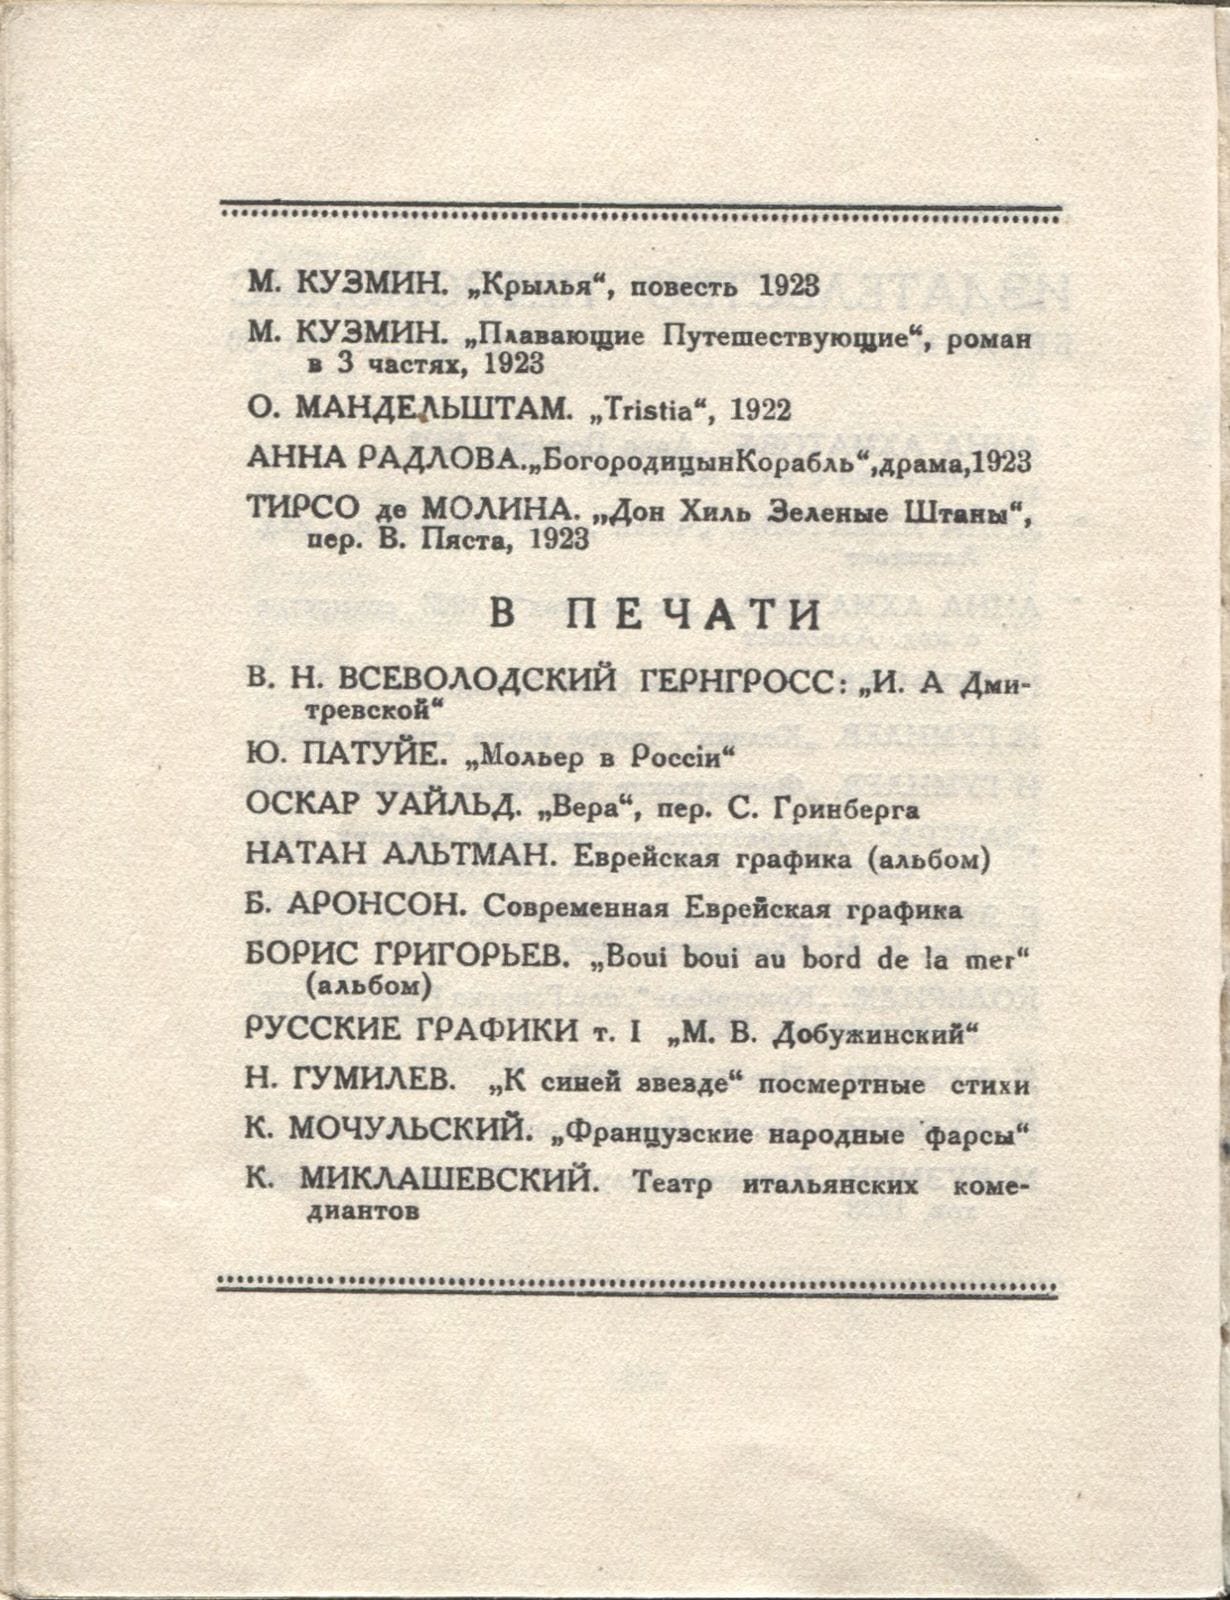 М. КУЗМИН. „Крылья“, повесть 1923
М. КУЗМИН. „Плавающие Путешествующие“, роман
в 3 частях, 1923
О. МАНДЕЛЬШТАМ. „Tristia“, 1922
АННА РАДЛОВА.„БогородицынКорабль“,драма,1923
ТИРСО де МОЛИНА. „Дон Хиль Зеленые Штаны“,
пер. В. Пяста, 1923
В ПЕЧАТИ
В. Н. ВСЕВОЛОДСКИЙ ГЕРНГРОСС: „И. А Дми-
тревской“
Ю. ПАТУЙЕ. „Мольер в Россіи“
ОСКАР УАЙЛЬД. „Вера“, пер. С. Гринберга
НАТАН АЛЬТМАН. Еврейская графика (альбом)
Б. АРОНСОН. Современная Еврейская графика
БОРИС ГРИГОРЬЕВ. „Boui boui au bord de la mer“
(альбом)
РУССКИЕ ГРАФИКИ т. I „М. В. Добужинский“
Н. ГУМИЛЕВ. „К синей звезде“ посмертные стихи
К. МОЧУЛЬСКИЙ. „Французские народные фарсы“
К. МИКЛАШЕВСКИЙ. Театр итальянских коме-
диантов